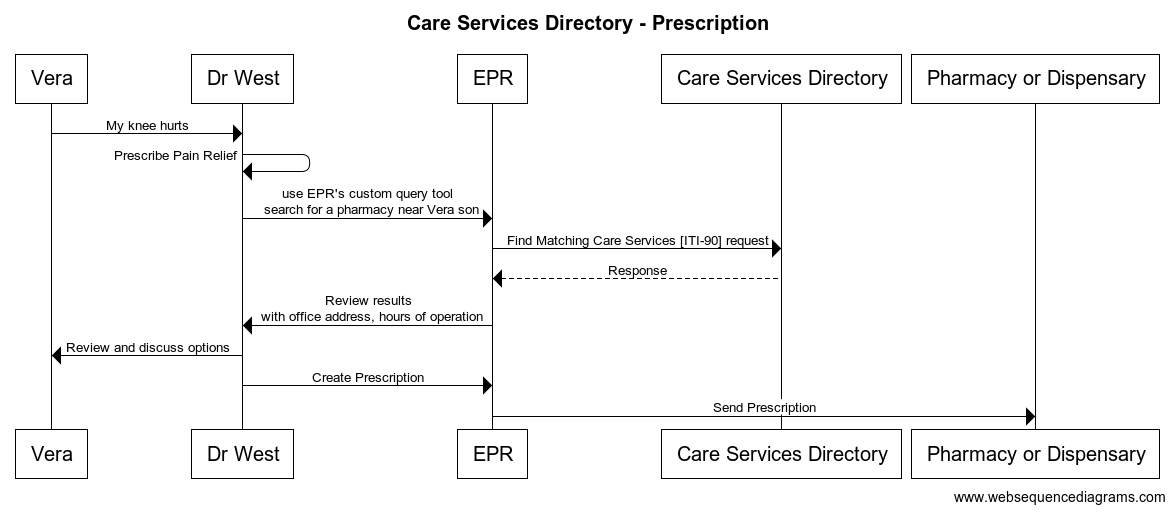 Care Services Directory - Prescription
Vera
Dr West
EPR
Care Services Directory
Pharmacy or Dispensary
My knee hurts
Prescribe Pain Relief
use EPR's custom query tool
search for a pharmacy near Vera son
Find Matching Care Services [ITI-90] request
Response
Review results
with office address, hours of operation
Review and discuss options
Create Prescription
Send Prescription
Vera
Dr West
EPR
Care Services Directory
Pharmacy or Dispensary
www.websequencediagrams.com